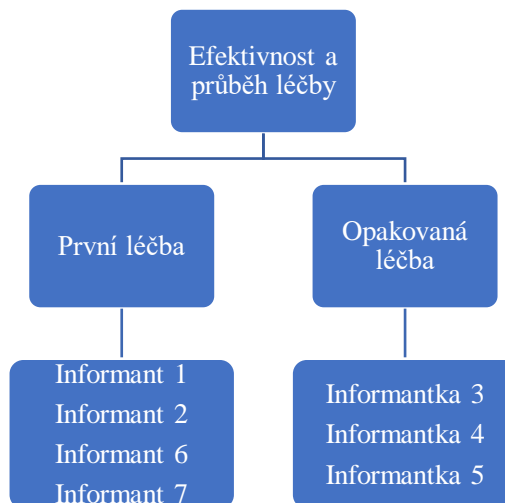 Efektivnost a
průběh léčby
První léčba
Opakovaná
léčba
Informant 1
Informant 2
Informant 6
Informant 7
Informantka 3
Informantka 4
Informantka 5